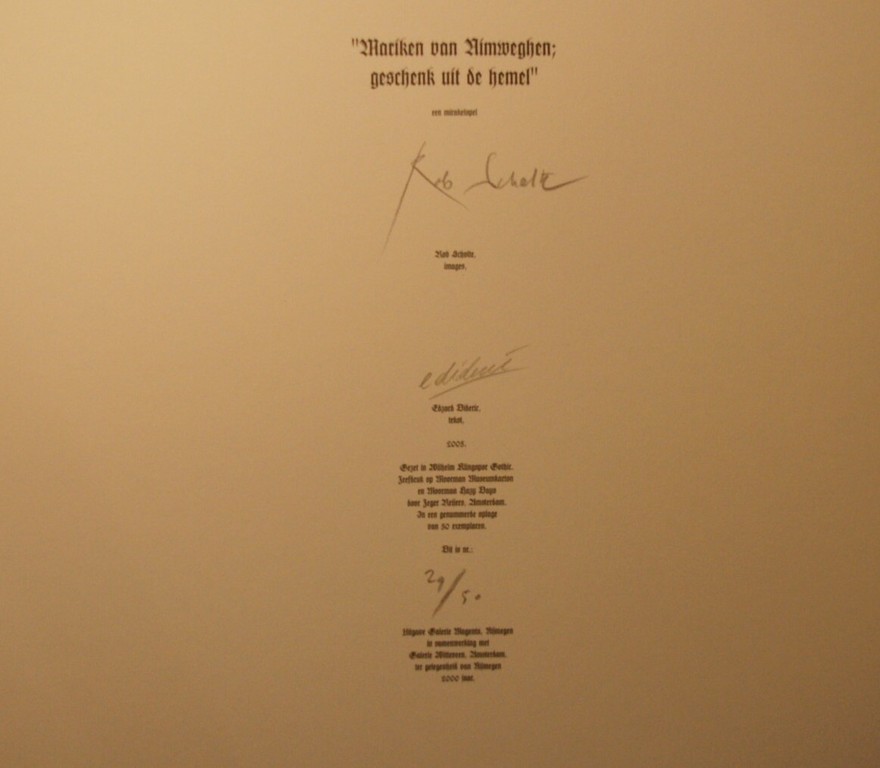 "Mariken van Nimweghen;
geschenk uit de hemel"
een mirakelspel
Rob Scholte
Rob Scholte,
images.
Edzard Dideric,
tekst.
2005.
Gezet in Wilhelm Klingspor Gothic.
Zeefdruk op Moorman Museumkarton
en Moorman Hazy Days
door Zeger Reijers, Amsterdam.
In een genummerde oplage
van 50 exemplaren.
Dit is nr.:
29/50
Uitgave Galerie Magenta, Nijmegen
in samenwerking met
Galerie Witteveen, Amsterdam,
ter gelegenheid van Nijmegen
2000 jaar.